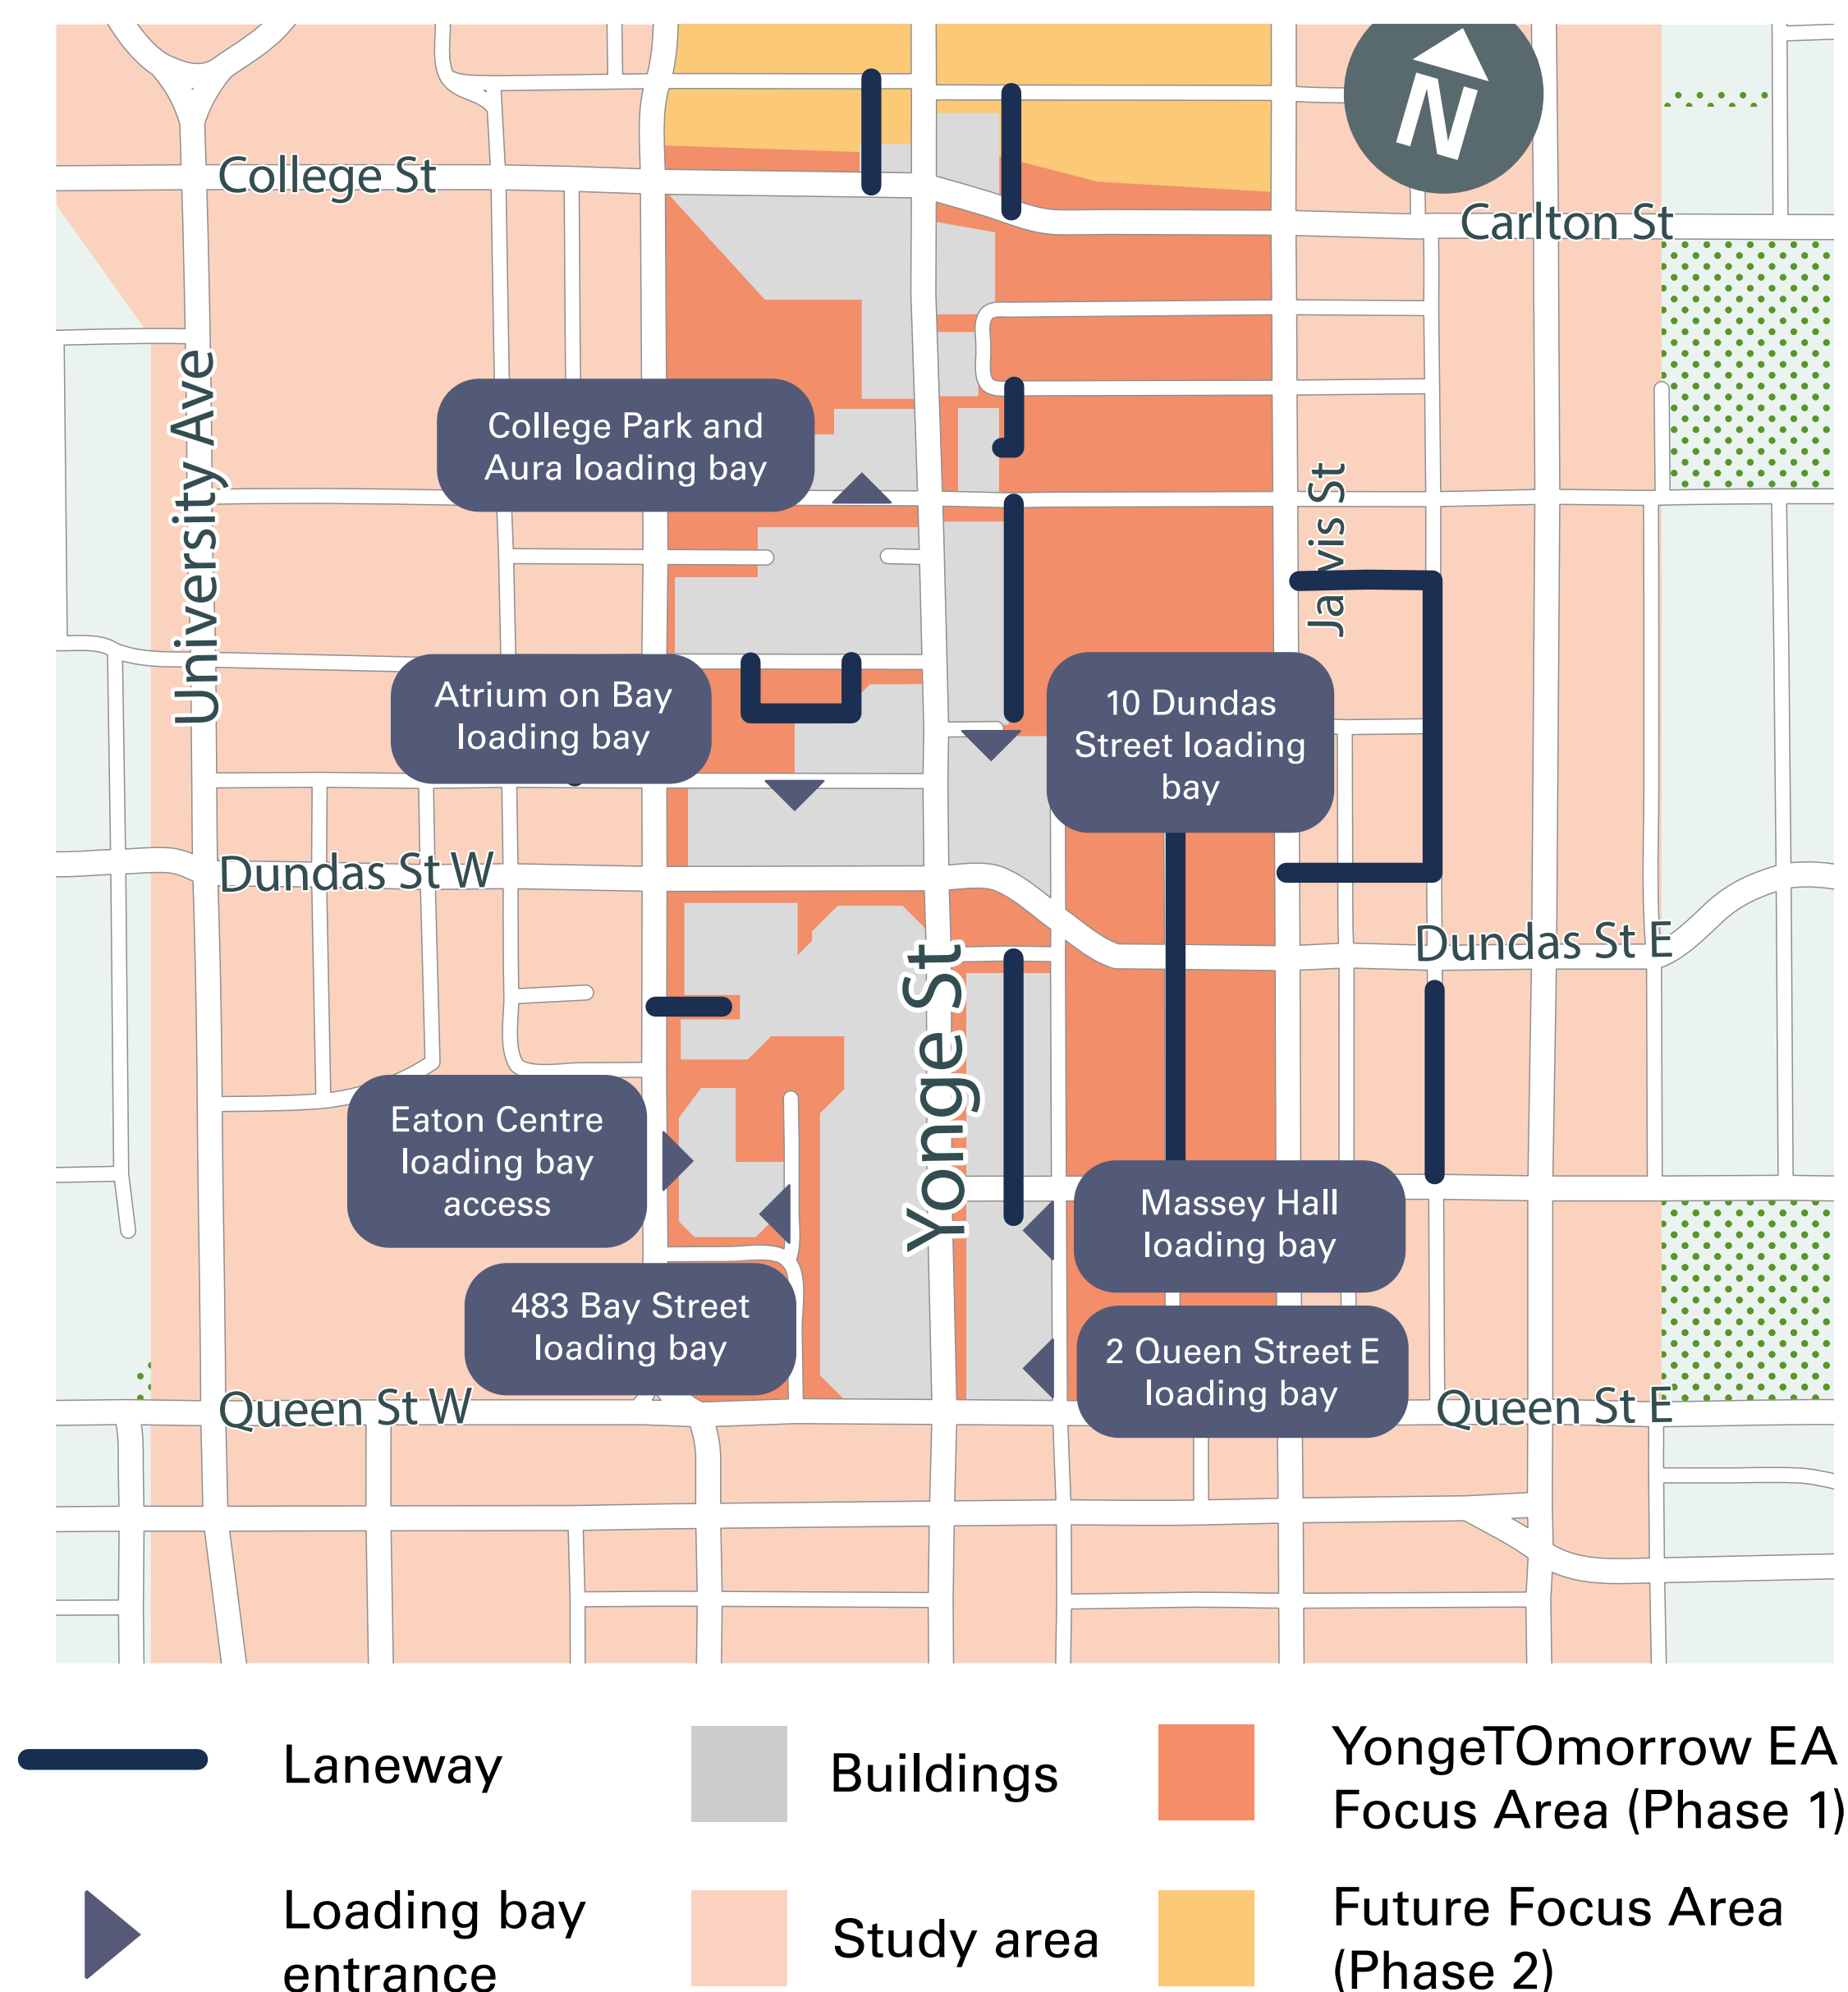 N
College St
Carlton St
University Ave
College Park and
Aura loading bay
Jarvis St
Atrium on Bay
loading bay
10 Dundas
Street loading
bay
Dundas St W
Dundas St E
Yonge St
Eaton Centre
loading bay
access
Massey Hall
loading bay
483 Bay Street
loading bay
2 Queen Street E
loading bay
Queen St W
Queen St E
Laneway
Buildings
YongeTOmorrow EA
Focus Area (Phase 1)
Loading bay
entrance
Study area
Future Focus Area
(Phase 2)